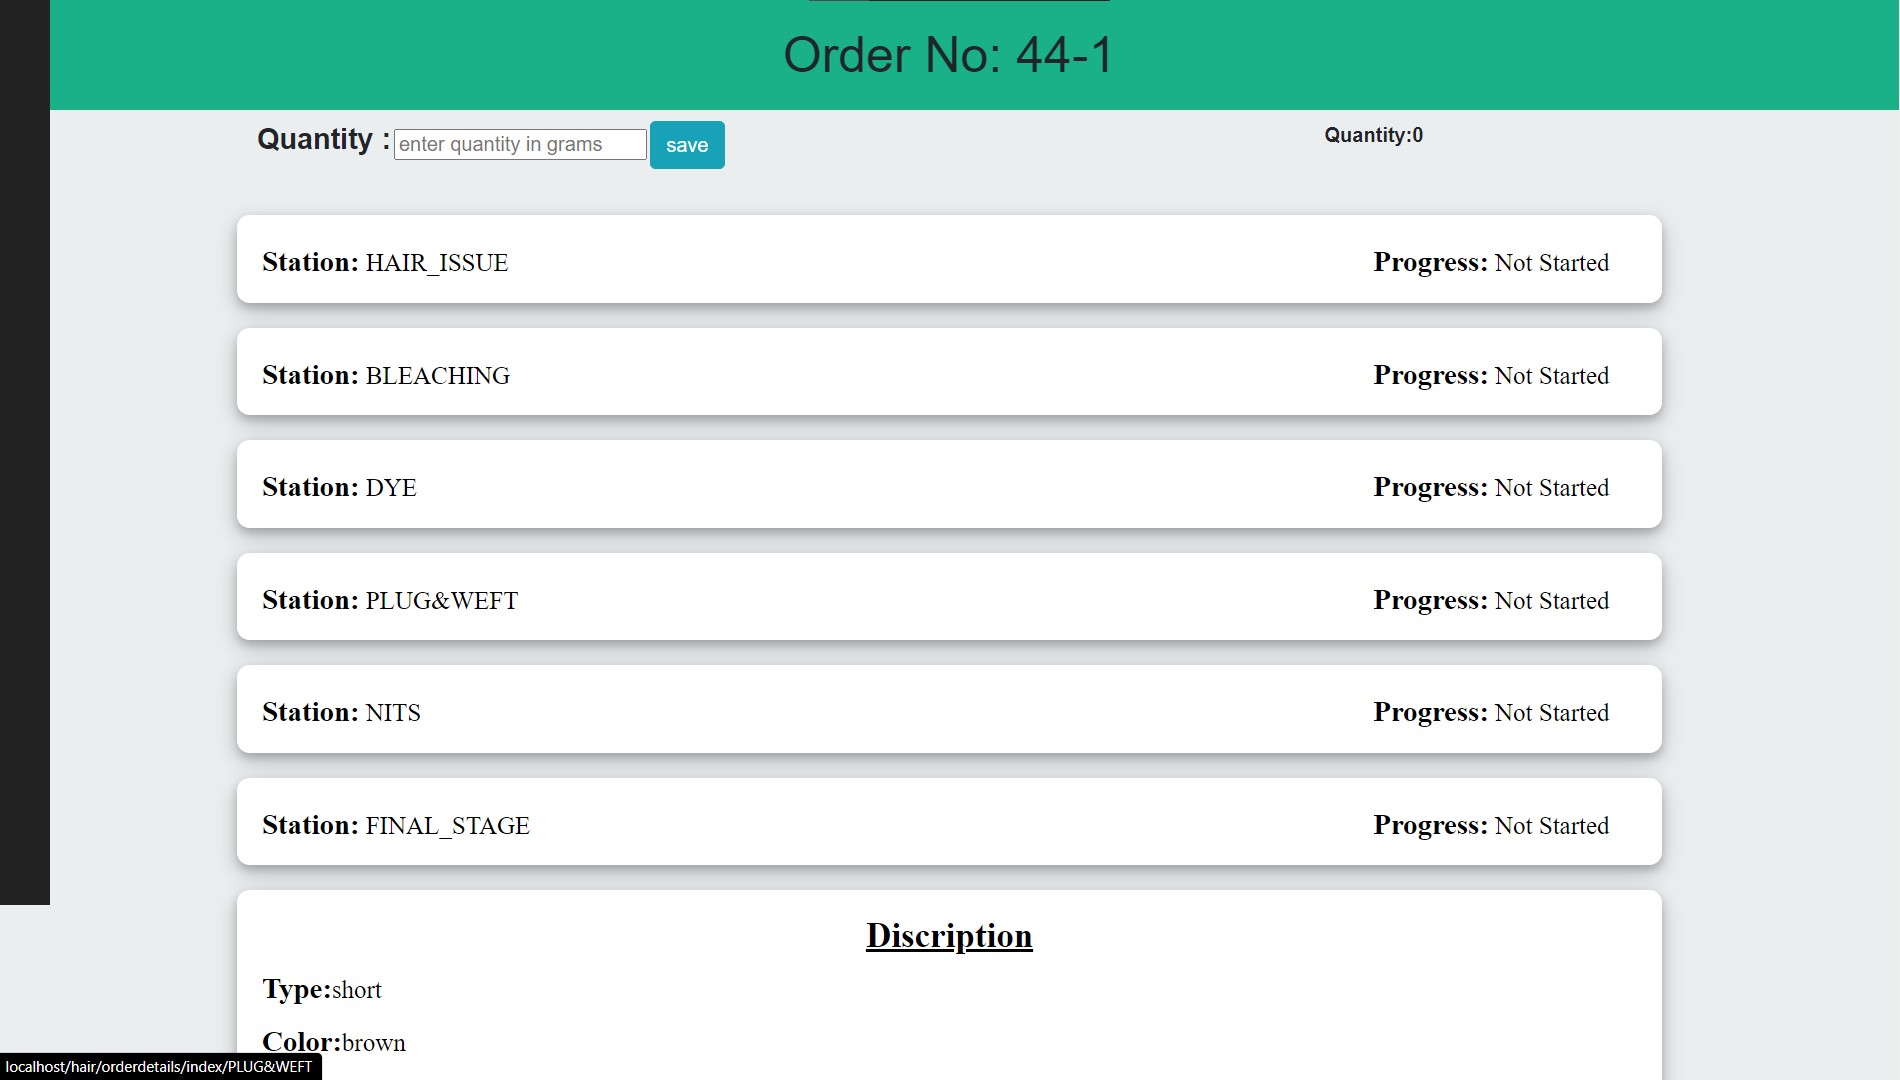 Order No: 44-1
Quantity : enter quantity in grams save Quantity:0
Station: HAIR_ISSUE Progress: Not Started
Station: BLEACHING Progress: Not Started
Station: DYE Progress: Not Started
Station: PLUG&WEFT Progress: Not Started
Station: NITS Progress: Not Started
Station: FINAL_STAGE Progress: Not Started
Discription
Type:short
Color:brown
localhost/hair/orderdetails/index/PLUG&WEFT